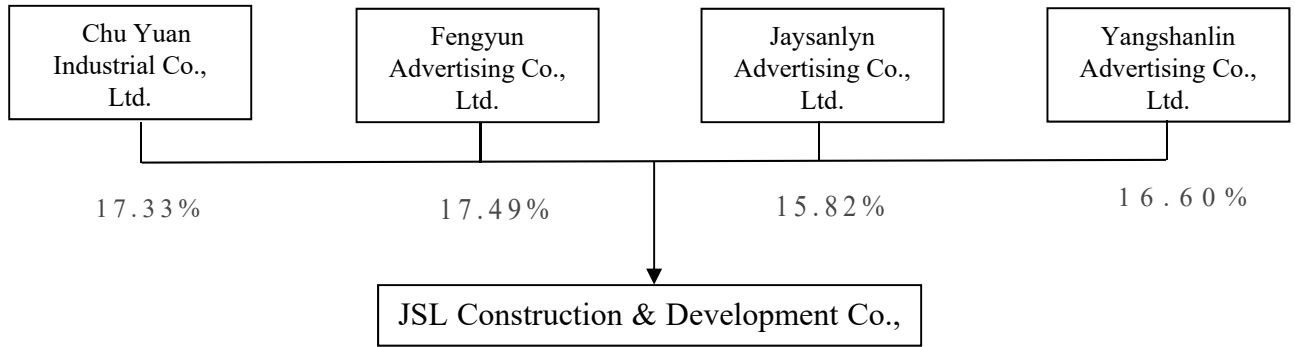 Chu Yuan
Industrial Co.,
Ltd.
Fengyun
Advertising Co.,
Ltd.
Jaysanlyn
Advertising Co.,
Ltd.
Yangshanlin
Advertising Co.,
Ltd.
17.33%
17.49%
15.82%
16.60%
JSL Construction & Development Co.,